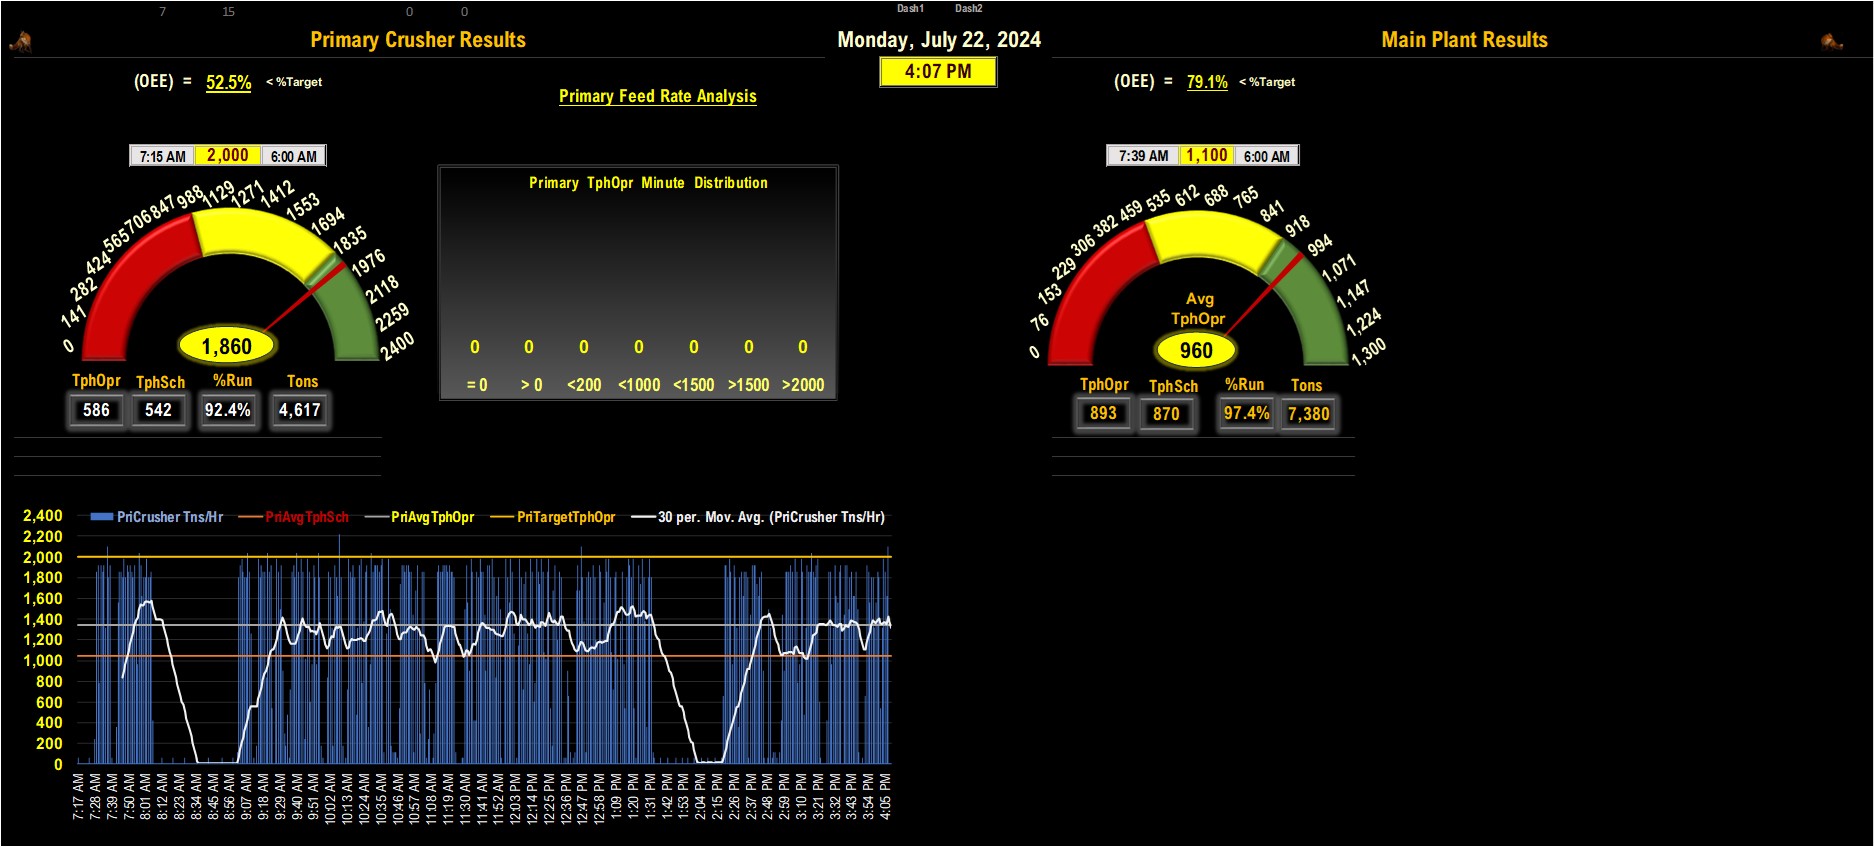 7 15 0 0 Dash1 Dash2
Primary Crusher Results
Monday, July 22, 2024
Main Plant Results
4:07 PM
(OEE) = 52.5% < %Target
Primary Feed Rate Analysis
(OEE) = 79.1% < %Target
7:15 AM 2,000 6:00 AM
0
141
282
424
565
706
847
988
1129
1271
1412
1553
1694
1835
1976
2118
2259
2400
1,860
TphOpr TphSch %Run Tons
586 542 92.4% 4,617
Primary TphOpr Minute Distribution
0 0 0 0 0 0 0
= 0 > 0 <200 <1000 <1500 >1500 >2000
7:39 AM 1,100 6:00 AM
0
76
153
229
306
382
459
535
612
688
765
841
918
994
1,071
1,147
1,224
1,300
Avg
TphOpr
960
TphOpr TphSch %Run Tons
893 870 97.4% 7,380
PriCrusher Tns/Hr PriAvgTphSch PriAvgTphOpr PriTargetTphOpr 30 per. Mov. Avg. (PriCrusher Tns/Hr)
2,400
2,200
2,000
1,800
1,600
1,400
1,200
1,000
800
600
400
200
0
7:17 AM
7:28 AM
7:39 AM
7:50 AM
8:01 AM
8:12 AM
8:23 AM
8:34 AM
8:45 AM
8:56 AM
9:07 AM
9:18 AM
9:29 AM
9:40 AM
9:51 AM
10:02 AM
10:13 AM
10:24 AM
10:35 AM
10:46 AM
10:57 AM
11:08 AM
11:19 AM
11:30 AM
11:41 AM
11:52 AM
12:03 PM
12:14 PM
12:25 PM
12:36 PM
12:47 PM
12:58 PM
1:09 PM
1:20 PM
1:31 PM
1:42 PM
1:53 PM
2:04 PM
2:15 PM
2:26 PM
2:37 PM
2:48 PM
2:59 PM
3:10 PM
3:21 PM
3:32 PM
3:43 PM
3:54 PM
4:05 PM